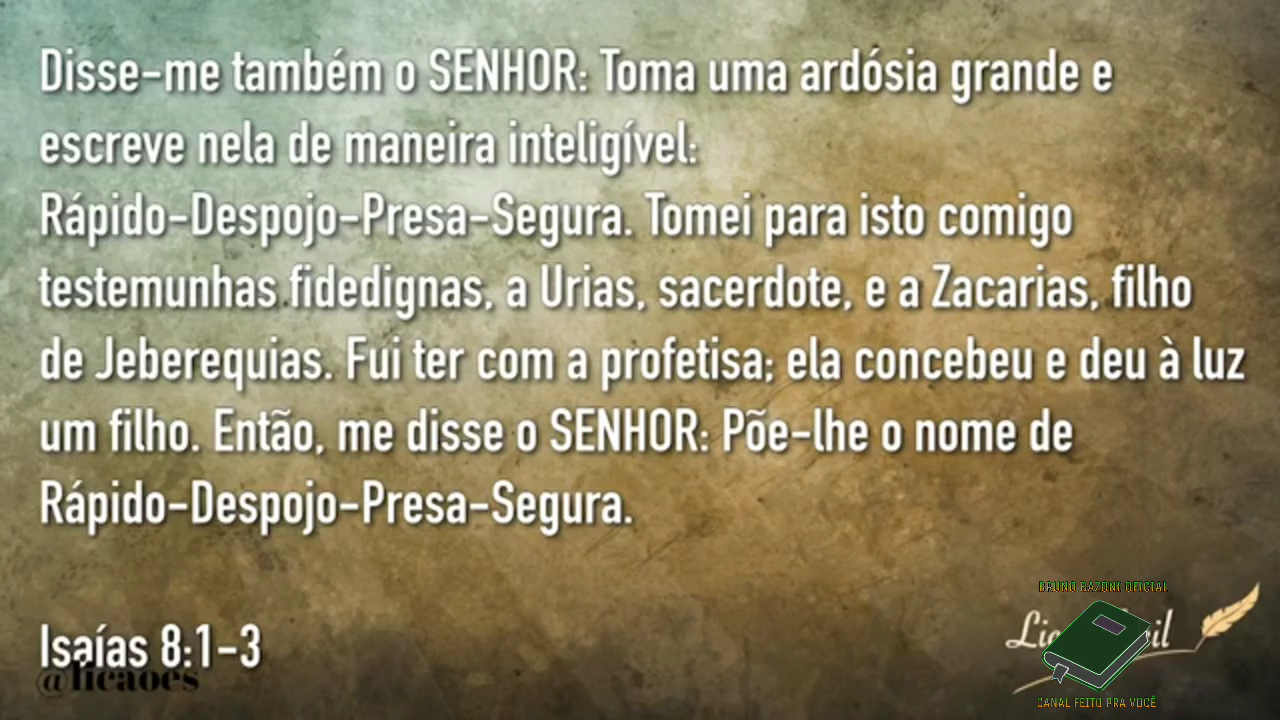 Disse-me também o SENHOR: Toma uma ardósia grande e
escreve nela de maneira inteligível:
Rápido-Despojo-Presa-Segura. Tomei para isto comigo
testemunhas fidedignas, a Urias, sacerdote, e a Zacarias, filho
de Jeberequias. Fui ter com a profetisa; ela concebeu e deu à luz
um filho. Então, me disse o SENHOR: Põe-lhe o nome de
Rápido-Despojo-Presa-Segura.
BRUNO RAZONI OFICIAL
Isaías 8:1-3
@licaoes
CANAL FEITO PRA VOCÊ